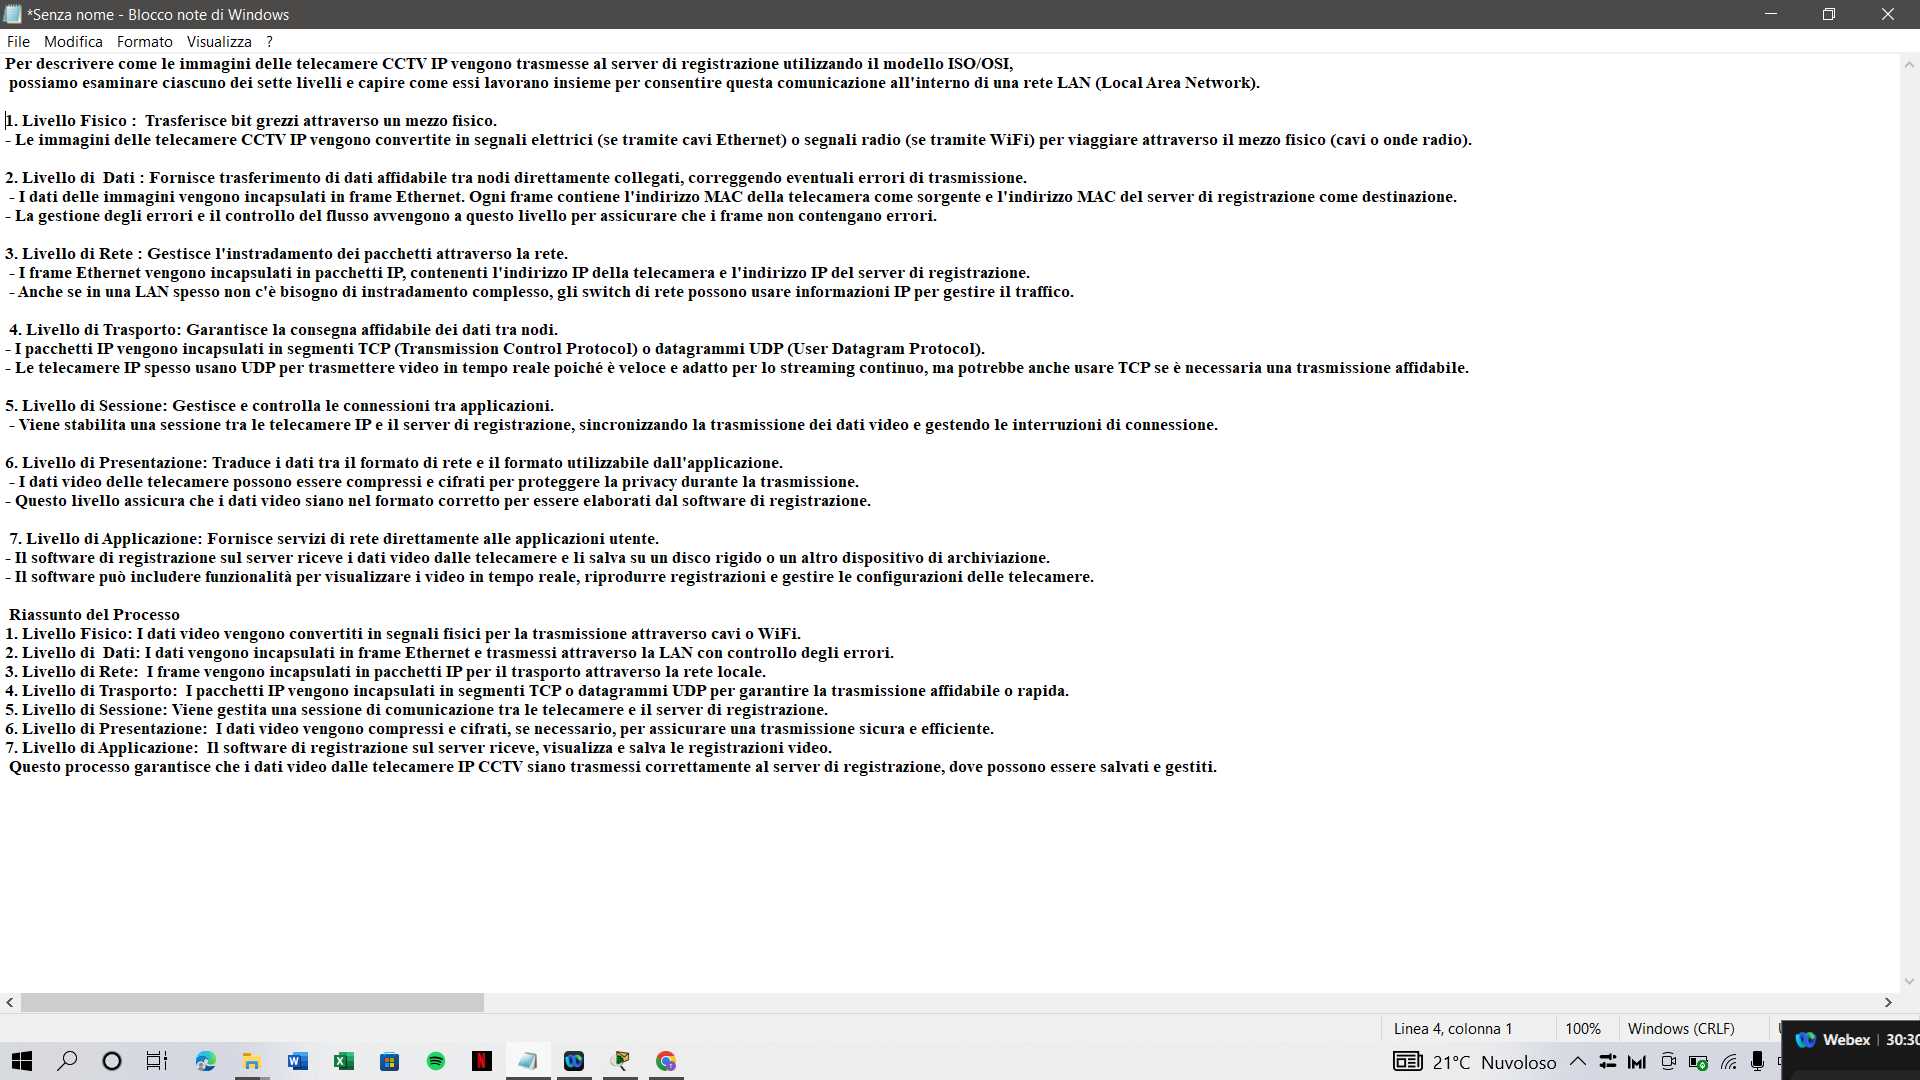 *Senza nome - Blocco note di Windows
File Modifica Formato Visualizza ?
Per descrivere come le immagini delle telecamere CCTV IP vengono trasmesse al server di registrazione utilizzando il modello ISO/OSI,
possiamo esaminare ciascuno dei sette livelli e capire come essi lavorano insieme per consentire questa comunicazione all'interno di una rete LAN (Local Area Network).
1. Livello Fisico : Trasferisce bit grezzi attraverso un mezzo fisico.
- Le immagini delle telecamere CCTV IP vengono convertite in segnali elettrici (se tramite cavi Ethernet) o segnali radio (se tramite WiFi) per viaggiare attraverso il mezzo fisico (cavi o onde radio).
2. Livello di Dati : Fornisce trasferimento di dati affidabile tra nodi direttamente collegati, correggendo eventuali errori di trasmissione.
- I dati delle immagini vengono incapsulati in frame Ethernet. Ogni frame contiene l'indirizzo MAC della telecamera come sorgente e l'indirizzo MAC del server di registrazione come destinazione.
- La gestione degli errori e il controllo del flusso avvengono a questo livello per assicurare che i frame non contengano errori.
3. Livello di Rete : Gestisce l'instradamento dei pacchetti attraverso la rete.
- I frame Ethernet vengono incapsulati in pacchetti IP, contenenti l'indirizzo IP della telecamera e l'indirizzo IP del server di registrazione.
- Anche se in una LAN spesso non c'è bisogno di instradamento complesso, gli switch di rete possono usare informazioni IP per gestire il traffico.
4. Livello di Trasporto: Garantisce la consegna affidabile dei dati tra nodi.
- I pacchetti IP vengono incapsulati in segmenti TCP (Transmission Control Protocol) o datagrammi UDP (User Datagram Protocol).
- Le telecamere IP spesso usano UDP per trasmettere video in tempo reale poiché è veloce e adatto per lo streaming continuo, ma potrebbe anche usare TCP se è necessaria una trasmissione affidabile.
5. Livello di Sessione: Gestisce e controlla le connessioni tra applicazioni.
- Viene stabilita una sessione tra le telecamere IP e il server di registrazione, sincronizzando la trasmissione dei dati video e gestendo le interruzioni di connessione.
6. Livello di Presentazione: Traduce i dati tra il formato di rete e il formato utilizzabile dall'applicazione.
- I dati video delle telecamere possono essere compressi e cifrati per proteggere la privacy durante la trasmissione.
- Questo livello assicura che i dati video siano nel formato corretto per essere elaborati dal software di registrazione.
7. Livello di Applicazione: Fornisce servizi di rete direttamente alle applicazioni utente.
- Il software di registrazione sul server riceve i dati video dalle telecamere e li salva su un disco rigido o un altro dispositivo di archiviazione.
- Il software può includere funzionalità per visualizzare i video in tempo reale, riprodurre registrazioni e gestire le configurazioni delle telecamere.
Riassunto del Processo
1. Livello Fisico: I dati video vengono convertiti in segnali fisici per la trasmissione attraverso cavi o WiFi.
2. Livello di Dati: I dati vengono incapsulati in frame Ethernet e trasmessi attraverso la LAN con controllo degli errori.
3. Livello di Rete: I frame vengono incapsulati in pacchetti IP per il trasporto attraverso la rete locale.
4. Livello di Trasporto: I pacchetti IP vengono incapsulati in segmenti TCP o datagrammi UDP per garantire la trasmissione affidabile o rapida.
5. Livello di Sessione: Viene gestita una sessione di comunicazione tra le telecamere e il server di registrazione.
6. Livello di Presentazione: I dati video vengono compressi e cifrati, se necessario, per assicurare una trasmissione sicura e efficiente.
7. Livello di Applicazione: Il software di registrazione sul server riceve, visualizza e salva le registrazioni video.
Questo processo garantisce che i dati video dalle telecamere IP CCTV siano trasmessi correttamente al server di registrazione, dove possono essere salvati e gestiti.
Linea 4, colonna 1 100% Windows (CRLF)
Webex 30:30
21°C Nuvoloso